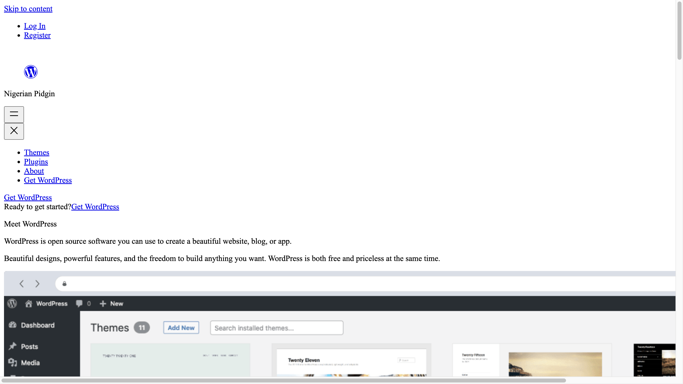 Skip to content
Log In
Register
Nigerian Pidgin
Themes
Plugins
About
Get WordPress
Get WordPress
Ready to get started?Get WordPress
Meet WordPress
WordPress is open source software you can use to create a beautiful website, blog, or app.
Beautiful designs, powerful features, and the freedom to build anything you want. WordPress is both free and priceless at the same time.
WordPress 0 New
Dashboard
Themes 11 Add New Search installed themes...
Posts
Media
Twenty Eleven